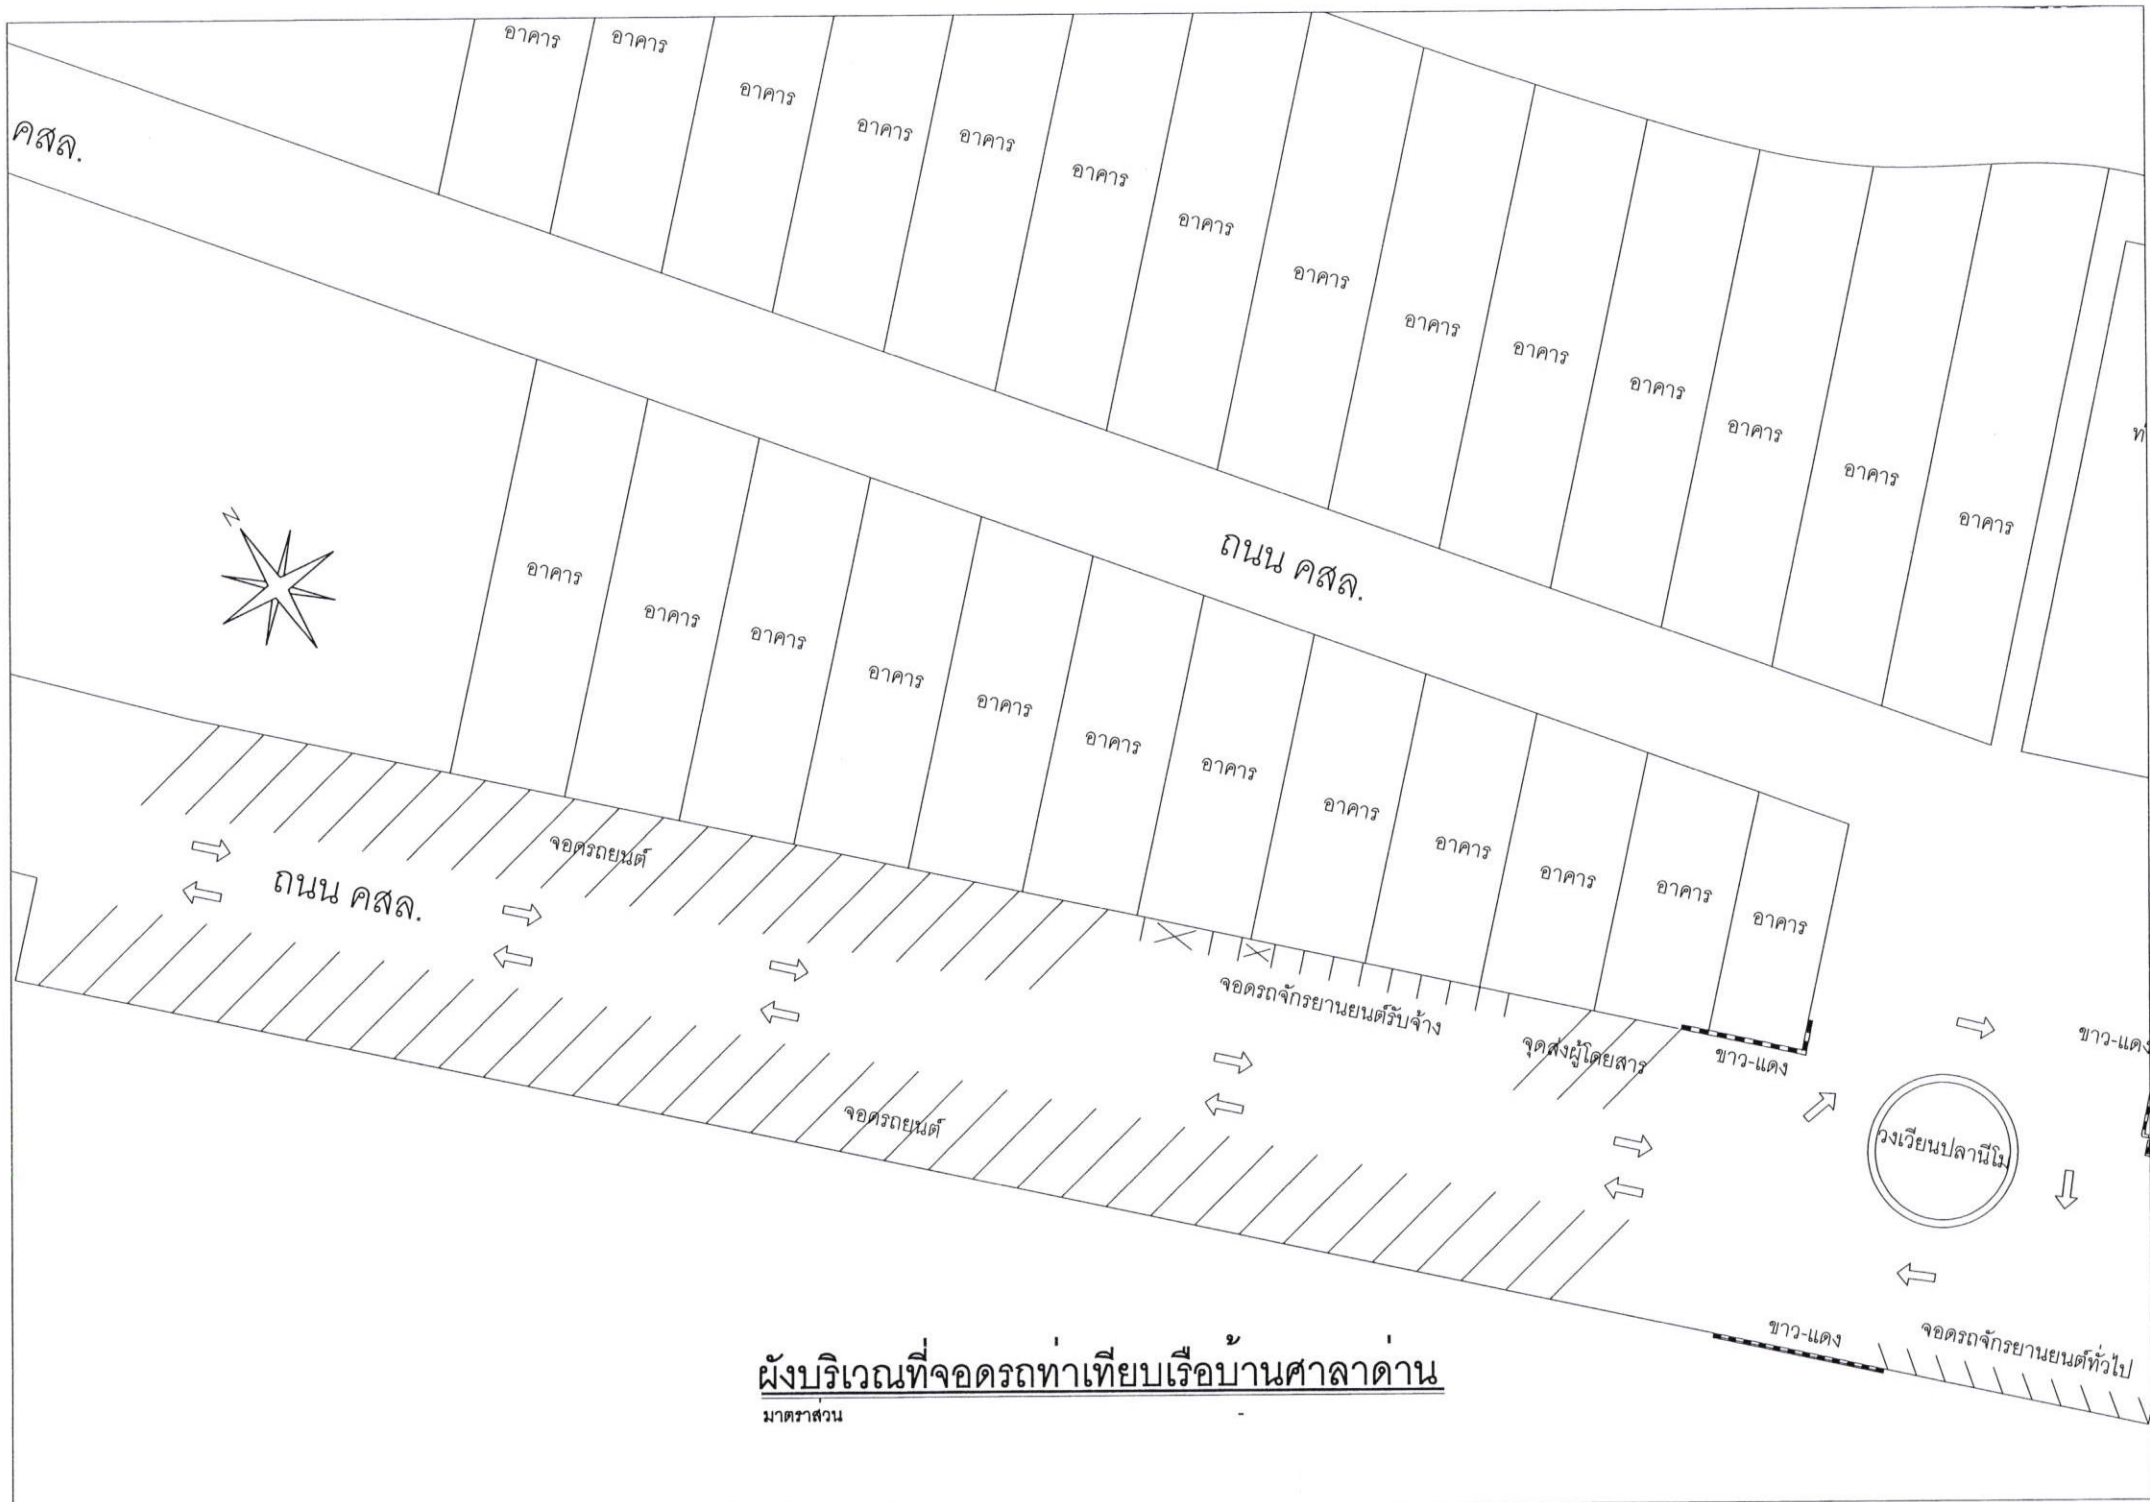 อาคาร
อาคาร
อาคาร
อาคาร
อาคาร
อาคาร
อาคาร
อาคาร
อาคาร
อาคาร
อาคาร
อาคาร
อาคาร
อาคาร
คสล.
ถนน คสล.
N
อาคาร
อาคาร
อาคาร
อาคาร
อาคาร
อาคาร
อาคาร
อาคาร
อาคาร
อาคาร
อาคาร
อาคาร
จอดรถยนต์
ถนน คสล.
จอดรถจักรยานยนต์รับจ้าง
จุดส่งผู้โดยสาร
ขาว-แดง
ขาว-แดง
จอดรถยนต์
วงเวียนปลานีโม
ขาว-แดง
จอดรถจักรยานยนต์ทั่วไป
ผังบริเวณที่จอดรถท่าเทียบเรือบ้านศาลาด่าน
มาตราส่วน -